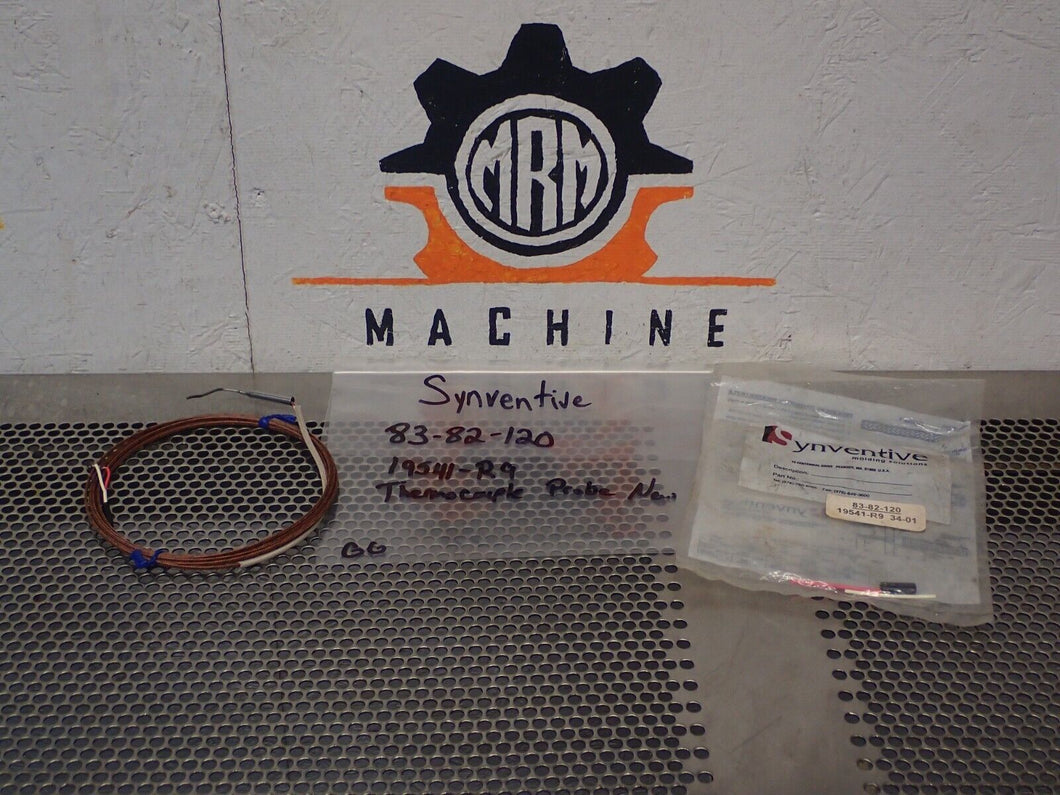 MRM
MACHINE
Synventive
83-82-120
19541-R9
Thermocouple Probe New
GG
Synventive
molding solutions
Description:
Part No.:
83-82-120
19541-R9 34-01